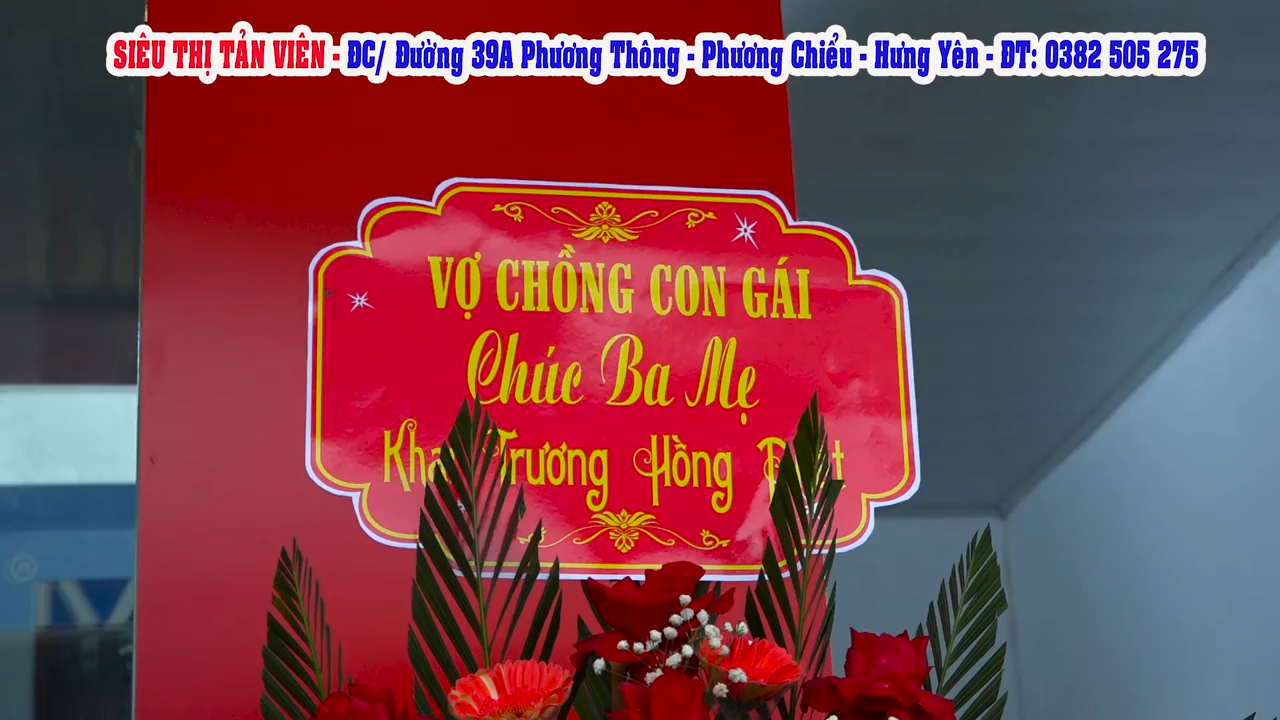 SIÊU THỊ TẢN VIÊN - ĐC/ Đường 39A Phương Thông - Phương Chiểu - Hưng Yên - ĐT: 0382 505 275
VỢ CHỒNG CON GÁI
Chúc Ba Mẹ
Trương Hồng